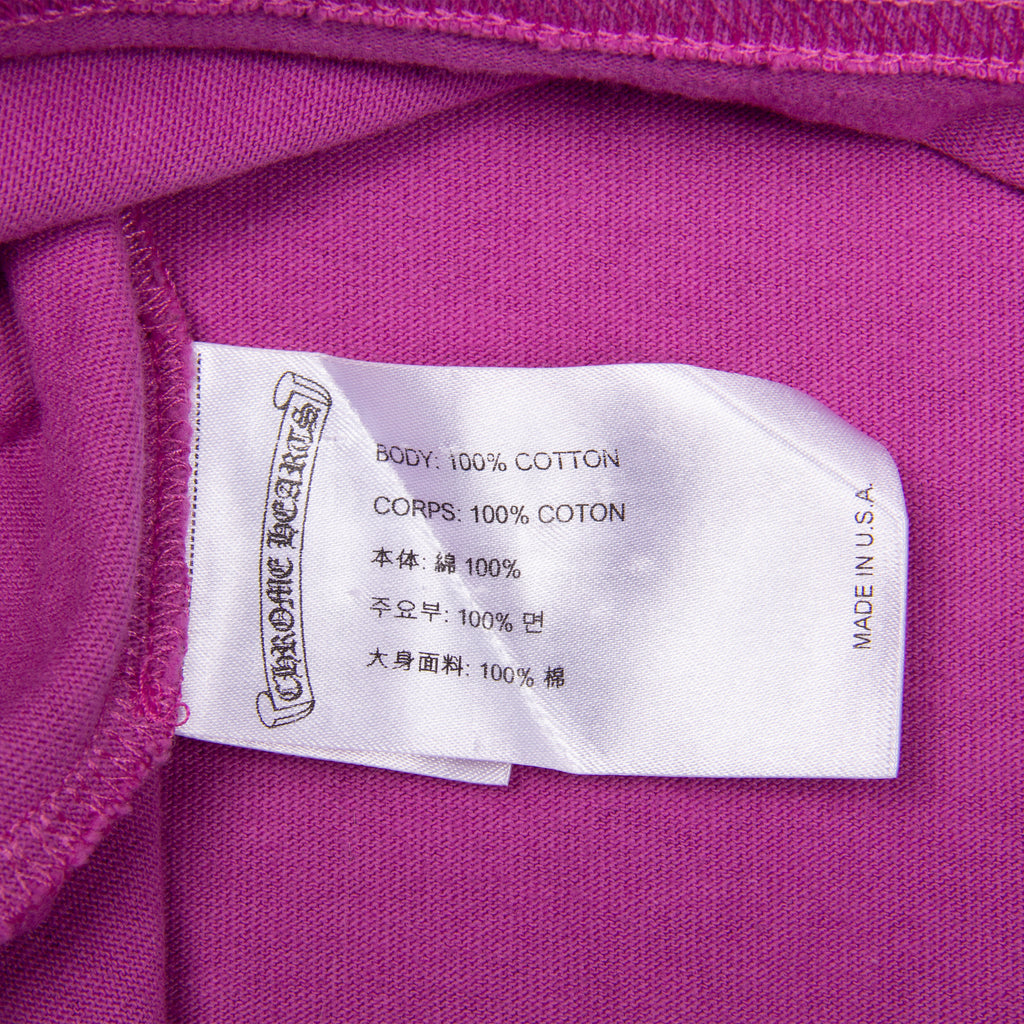 CHROME HEARTS
BODY: 100% COTTON
CORPS: 100% COTON
本体: 綿 100%
주요부: 100% 면
大身面料: 100% 棉
MADE IN U.S.A.